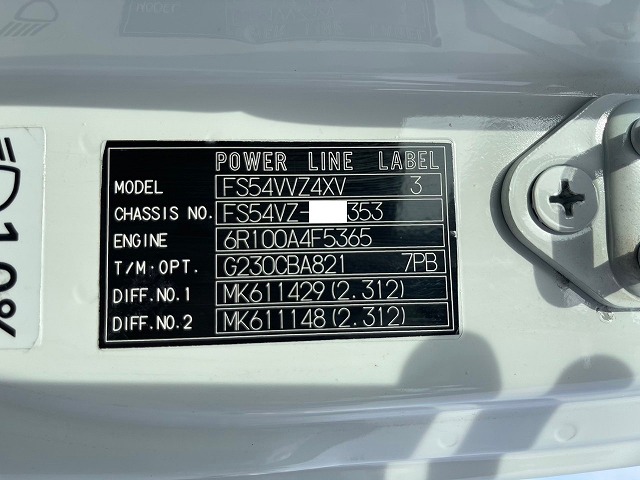 POWER LINE LABEL
MODEL FS54VVZ4XV 3
CHASSIS NO. FS54VZ- 353
ENGINE 6R100A4F5365
T/M·OPT. G230CBA821 7PB
DIFF.NO.1 MK611429(2.312)
DIFF.NO.2 MK611148(2.312)
10%